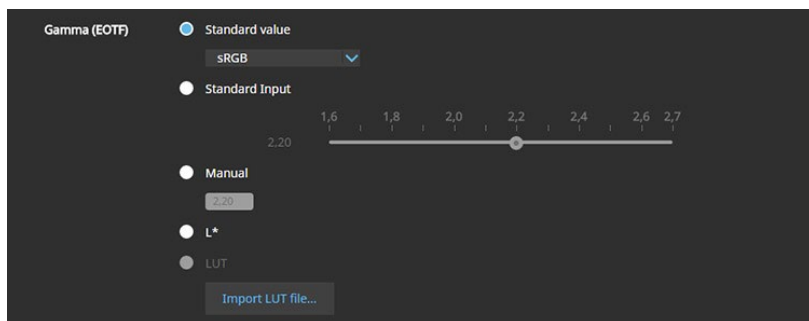 Gamma (EOTF) Standard value
sRGB
Standard Input
1,6 1,8 2,0 2,2 2,4 2,6 2,7
2,20
Manual
2,20
L*
LUT
Import LUT file...